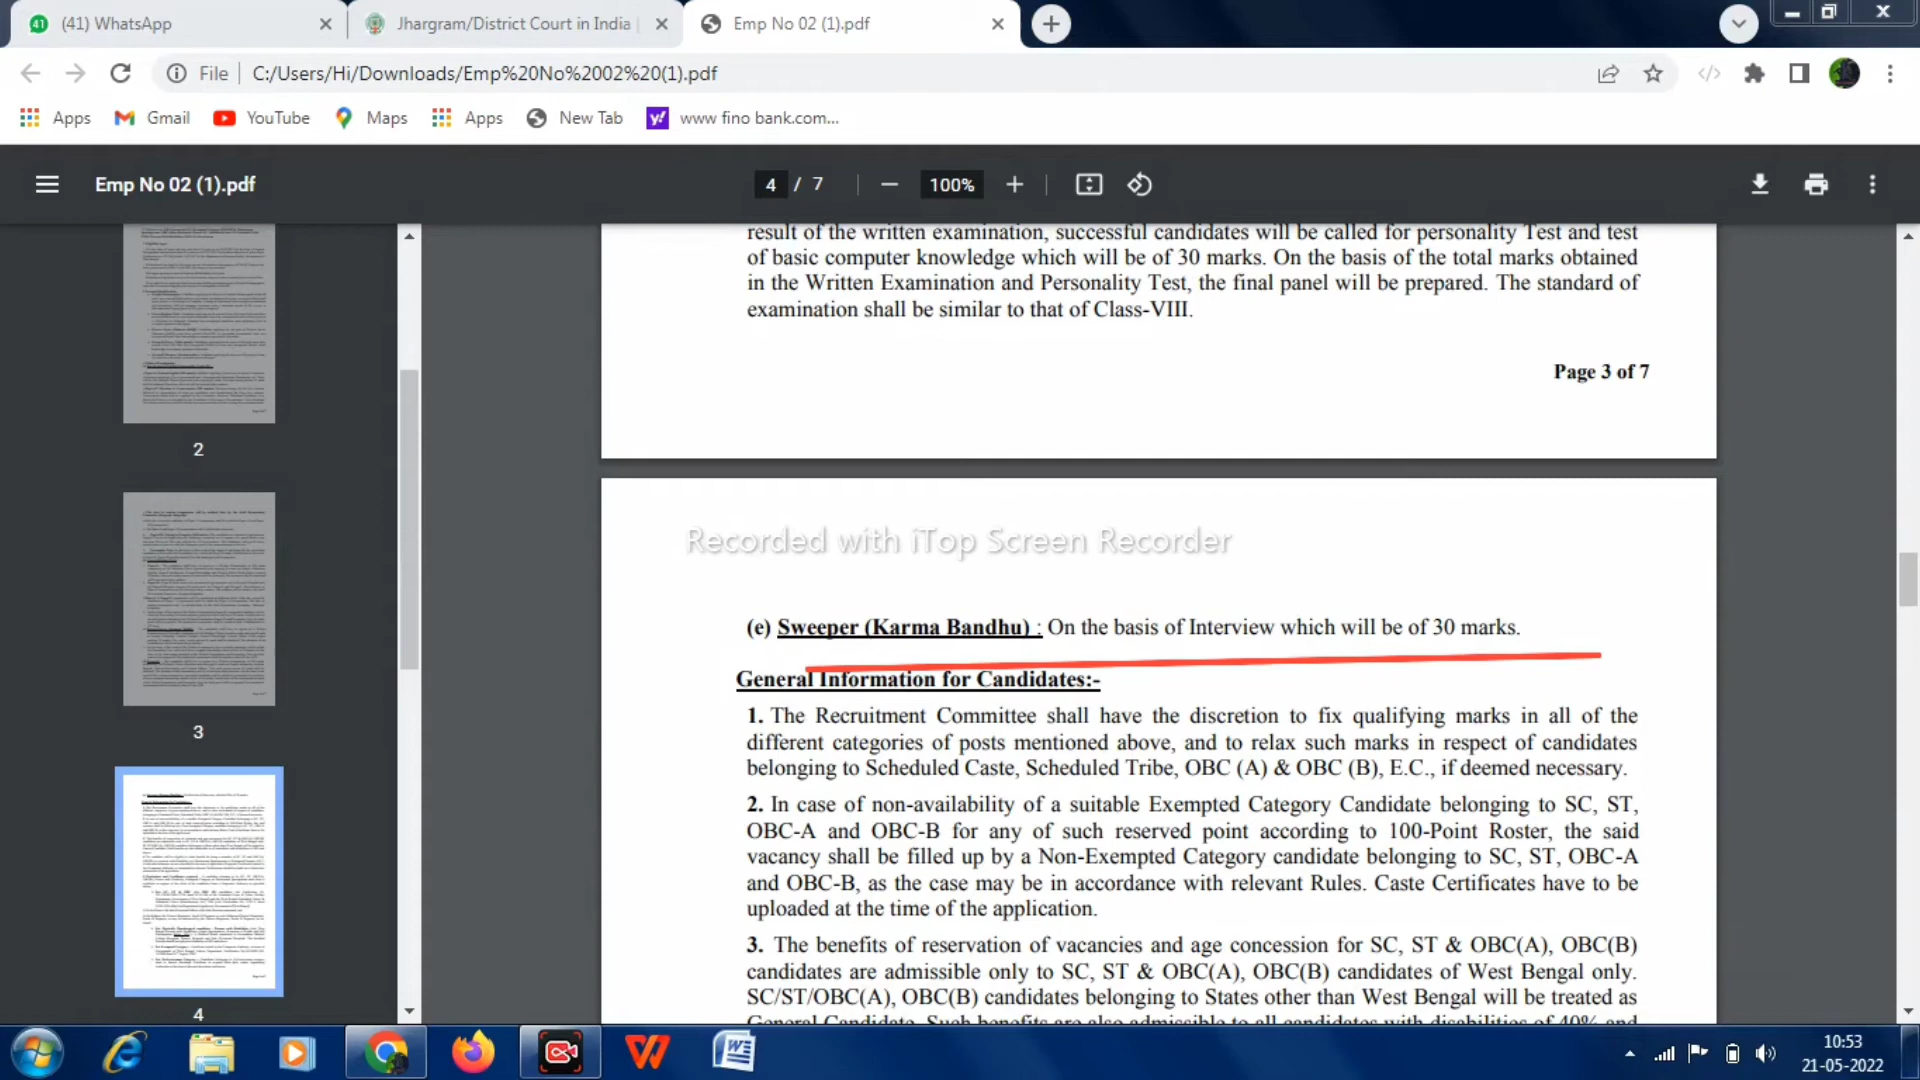 (41) WhatsApp
Jhargram/District Court in India |
Emp No 02 (1).pdf
File
C:/Users/Hi/Downloads/Emp%20No%2002%20(1).pdf
Apps
Gmail
YouTube
Maps
Apps
New Tab
www fino bank.com...
Emp No 02 (1).pdf
4 / 7
100%
2
3
4
result of the written examination, successful candidates will be called for personality Test and test
of basic computer knowledge which will be of 30 marks. On the basis of the total marks obtained
in the Written Examination and Personality Test, the final panel will be prepared. The standard of
examination shall be similar to that of Class-VIII.
Page 3 of 7
Recorded with iTop Screen Recorder
(e) Sweeper (Karma Bandhu) : On the basis of Interview which will be of 30 marks.
General Information for Candidates:-
1. The Recruitment Committee shall have the discretion to fix qualifying marks in all of the
different categories of posts mentioned above, and to relax such marks in respect of candidates
belonging to Scheduled Caste, Scheduled Tribe, OBC (A) & OBC (B), E.C., if deemed necessary.
2. In case of non-availability of a suitable Exempted Category Candidate belonging to SC, ST,
OBC-A and OBC-B for any of such reserved point according to 100-Point Roster, the said
vacancy shall be filled up by a Non-Exempted Category candidate belonging to SC, ST, OBC-A
and OBC-B, as the case may be in accordance with relevant Rules. Caste Certificates have to be
uploaded at the time of the application.
3. The benefits of reservation of vacancies and age concession for SC, ST & OBC(A), OBC(B)
candidates are admissible only to SC, ST & OBC(A), OBC(B) candidates of West Bengal only.
SC/ST/OBC(A), OBC(B) candidates belonging to States other than West Bengal will be treated as
General Candidate. Such benefits are also admissible to all candidates with disabilities of 40% and
10:53
21-05-2022